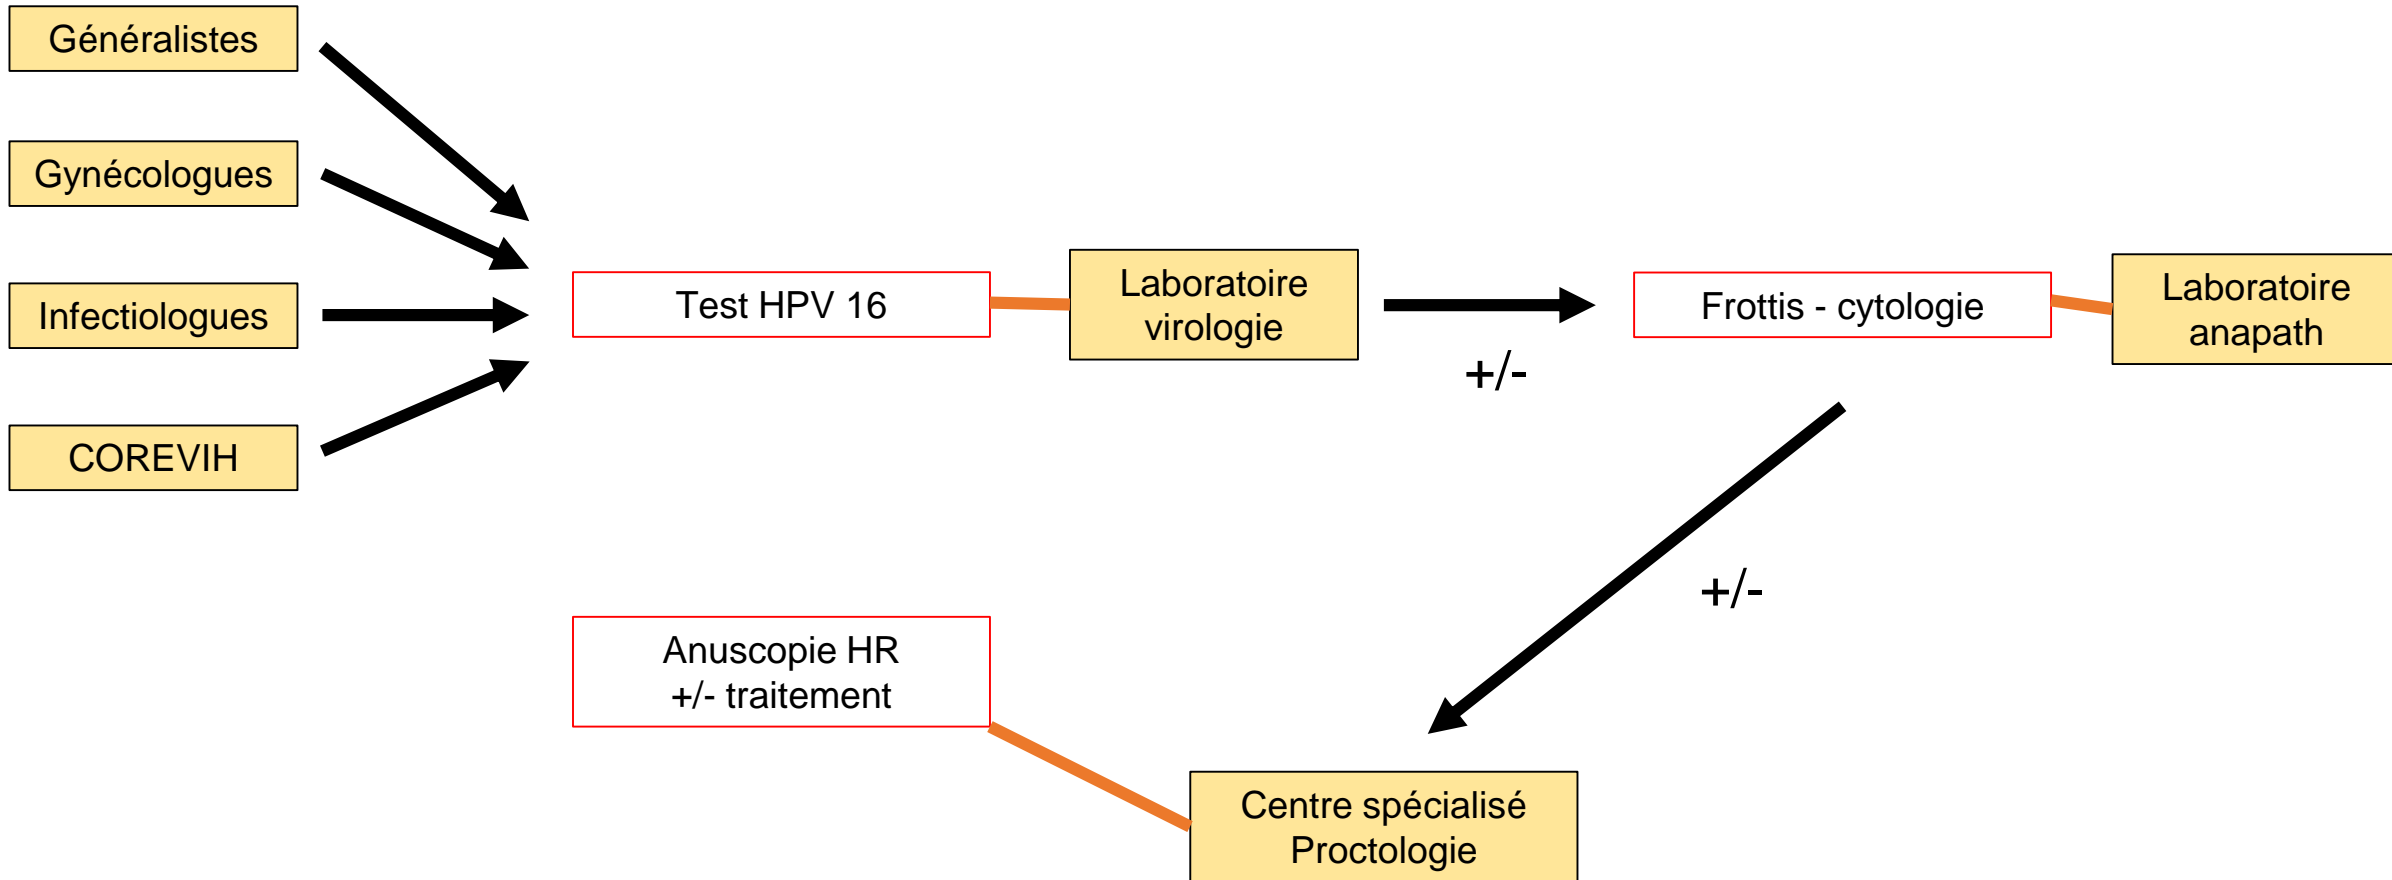 Généralistes
Gynécologues
Infectiologues
COREVIH
Test HPV 16
Laboratoire
virologie
+/-
Frottis - cytologie
Laboratoire
anapath
+/-
Anuscopie HR
+/- traitement
Centre spécialisé
Proctologie